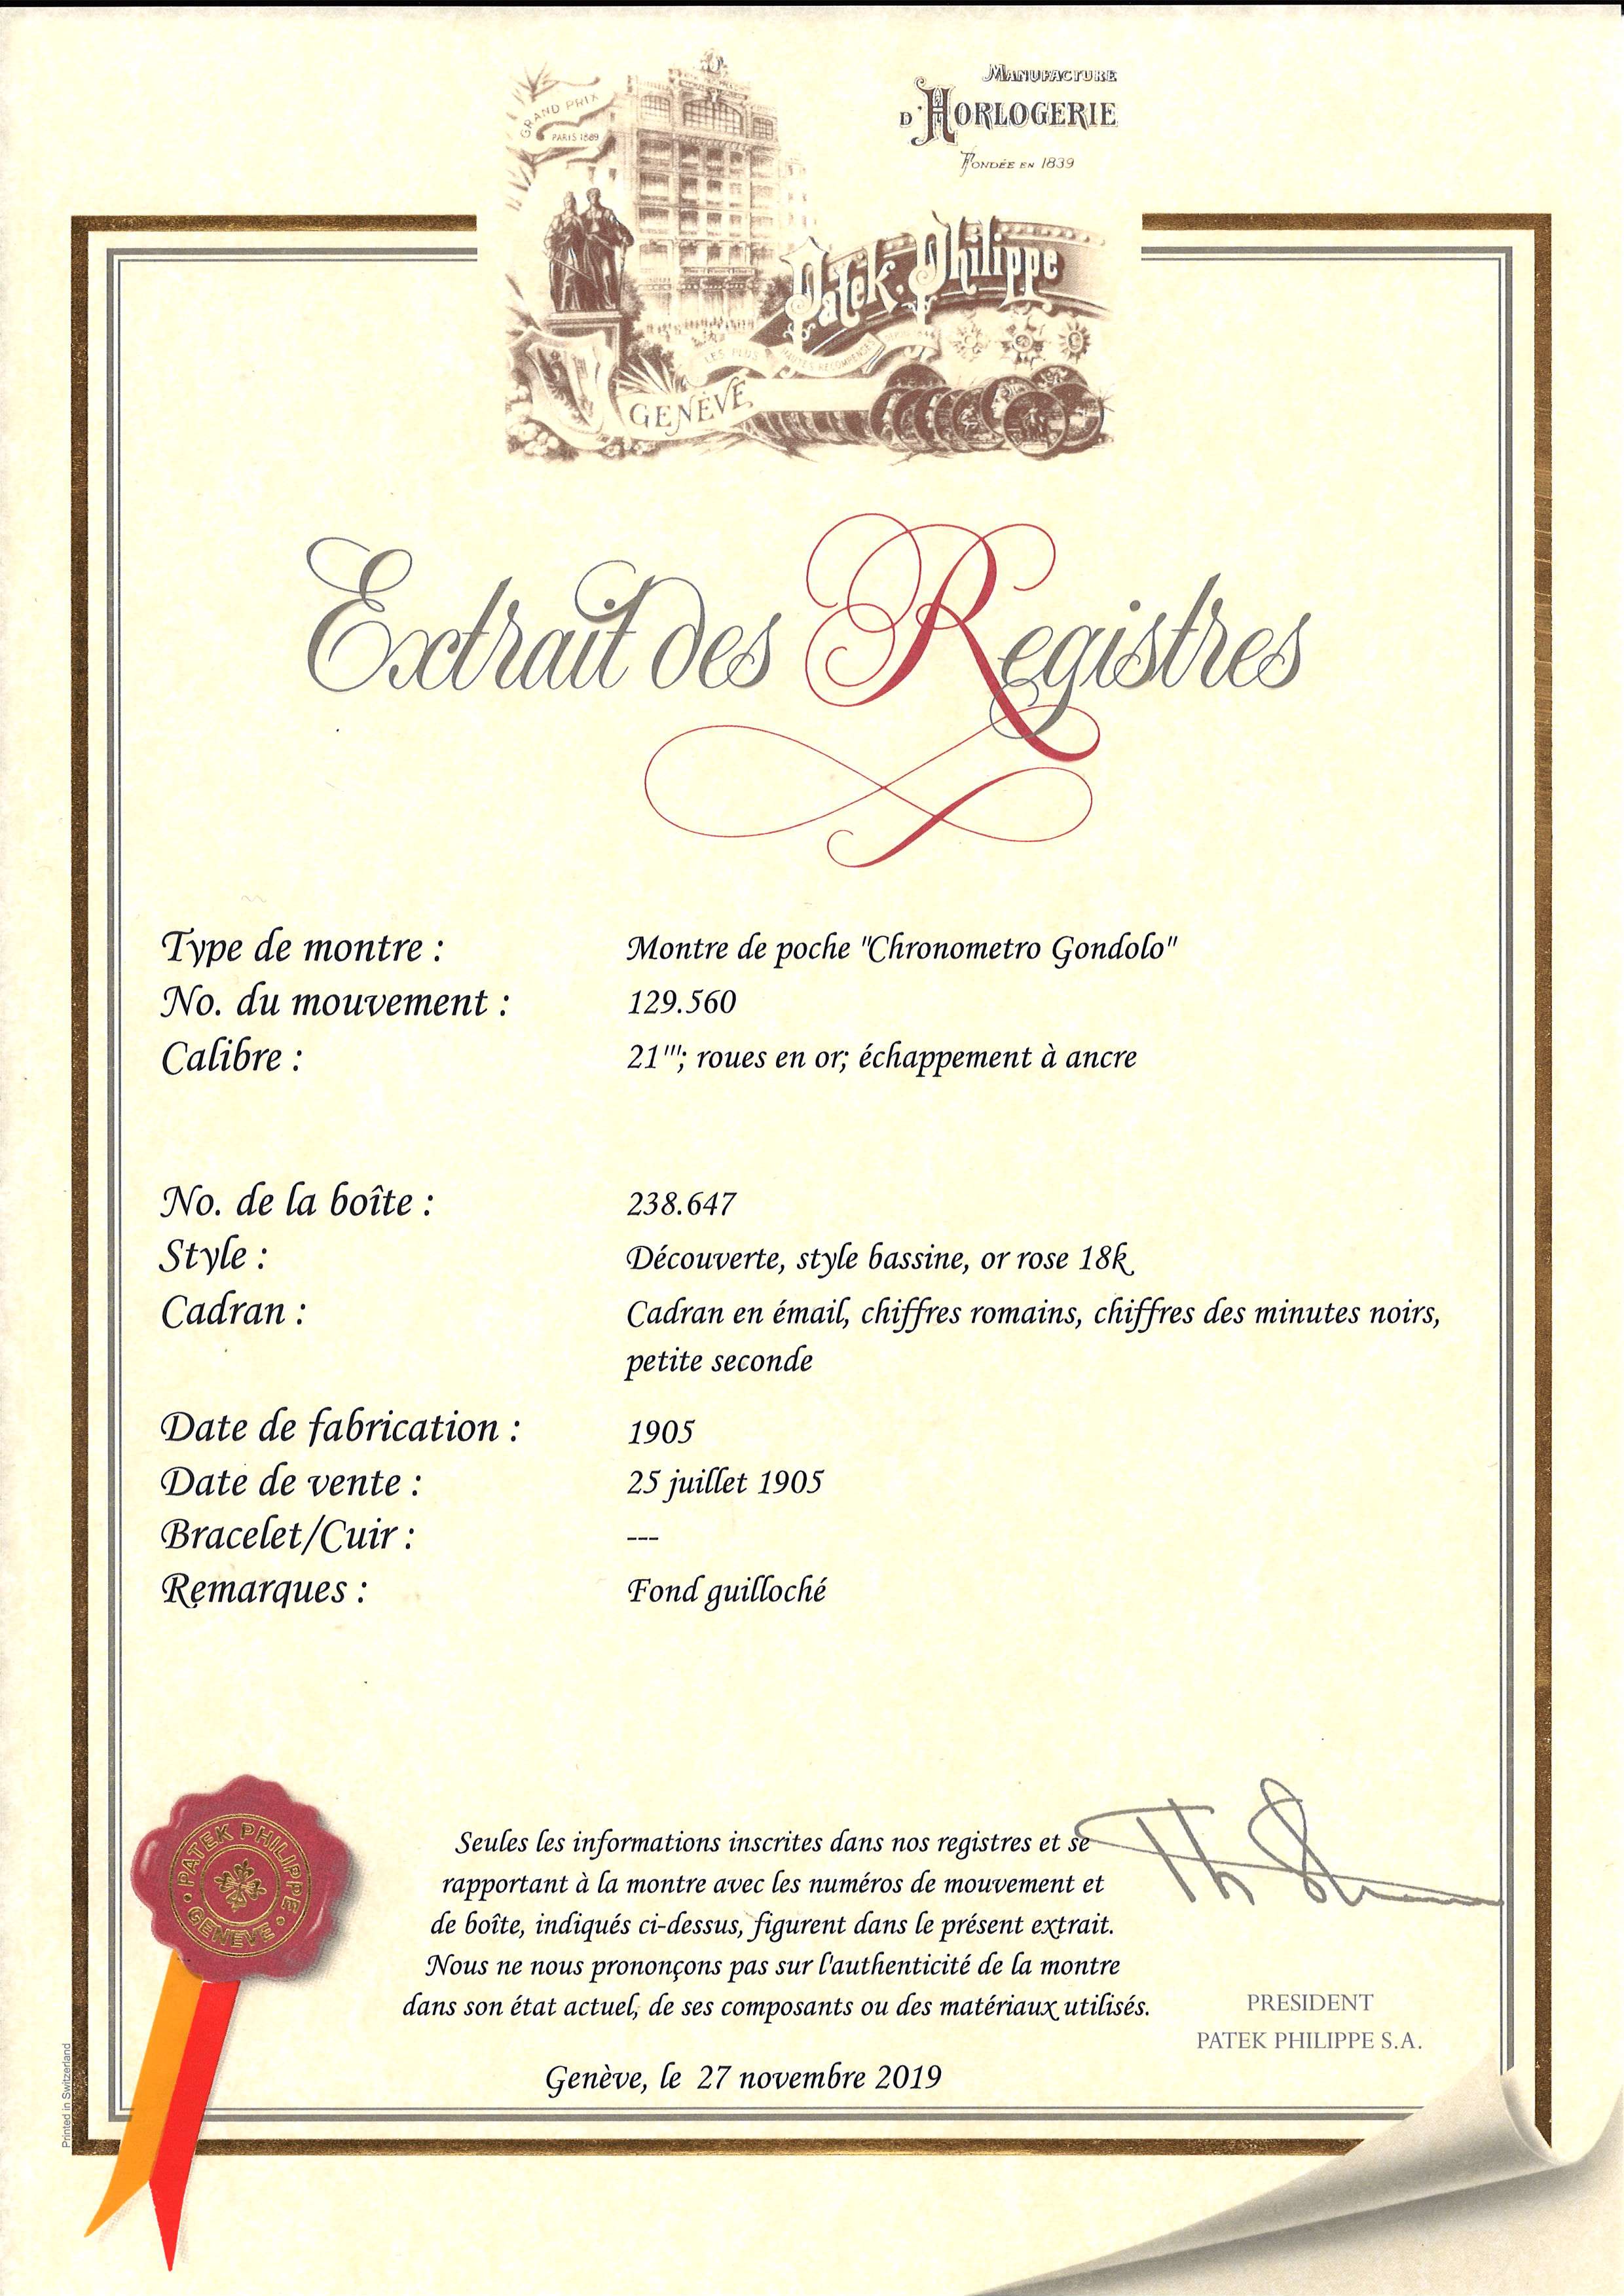 MANUFACTURE
D'HORLOGERIE
FONDÉE EN 1839
GRAND PRIX
PARIS 1889
Patek. Philippe
LES PLUS HAUTES RECOMPENSES
GENÈVE
Extrait des Registres
Type de montre : Montre de poche "Chronometro Gondolo"
No. du mouvement : 129.560
Calibre : 21'''; roues en or; échappement à ancre
No. de la boîte : 238.647
Style : Découverte, style bassine, or rose 18k
Cadran : Cadran en émail, chiffres romains, chiffres des minutes noirs,
petite seconde
Date de fabrication : 1905
Date de vente : 25 juillet 1905
Bracelet/Cuir : ---
Remarques : Fond guilloché
PATEK PHILIPPE
GENEVE
Seules les informations inscrites dans nos registres et se
rapportant à la montre avec les numéros de mouvement et
de boîte, indiqués ci-dessus, figurent dans le présent extrait.
Nous ne nous prononçons pas sur l'authenticité de la montre
dans son état actuel, de ses composants ou des matériaux utilisés.
PRESIDENT
PATEK PHILIPPE S.A.
Genève, le 27 novembre 2019
Printed in Switzerland